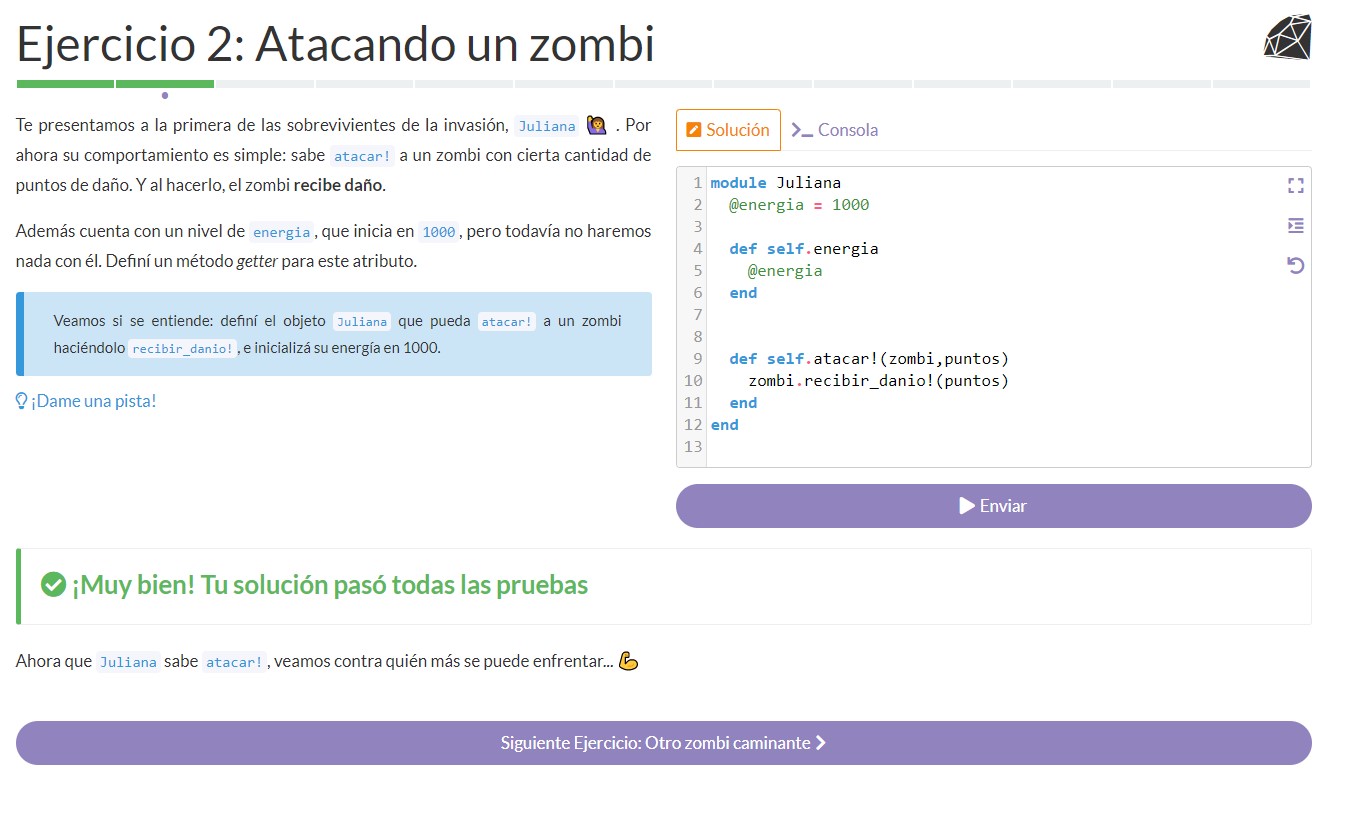 Ejercicio 2: Atacando un zombi
Te presentamos a la primera de las sobrevivientes de la invasión, Juliana 🙋‍♀️ . Por
ahora su comportamiento es simple: sabe atacar! a un zombi con cierta cantidad de
puntos de daño. Y al hacerlo, el zombi recibe daño.
Además cuenta con un nivel de energia, que inicia en 1000, pero todavía no haremos
nada con él. Definí un método getter para este atributo.
Veamos si se entiende: definí el objeto Juliana que pueda atacar! a un zombi
haciéndolo recibir_danio!, e inicializá su energía en 1000.
¡Dame una pista!
Solución
Consola
1 module Juliana
2 @energia = 1000
3
4 def self.energia
5 @energia
6 end
7
8
9 def self.atacar!(zombi,puntos)
10 zombi.recibir_danio!(puntos)
11 end
12 end
13
Enviar
¡Muy bien! Tu solución pasó todas las pruebas
Ahora que Juliana sabe atacar!, veamos contra quién más se puede enfrentar... 💪
Siguiente Ejercicio: Otro zombi caminante